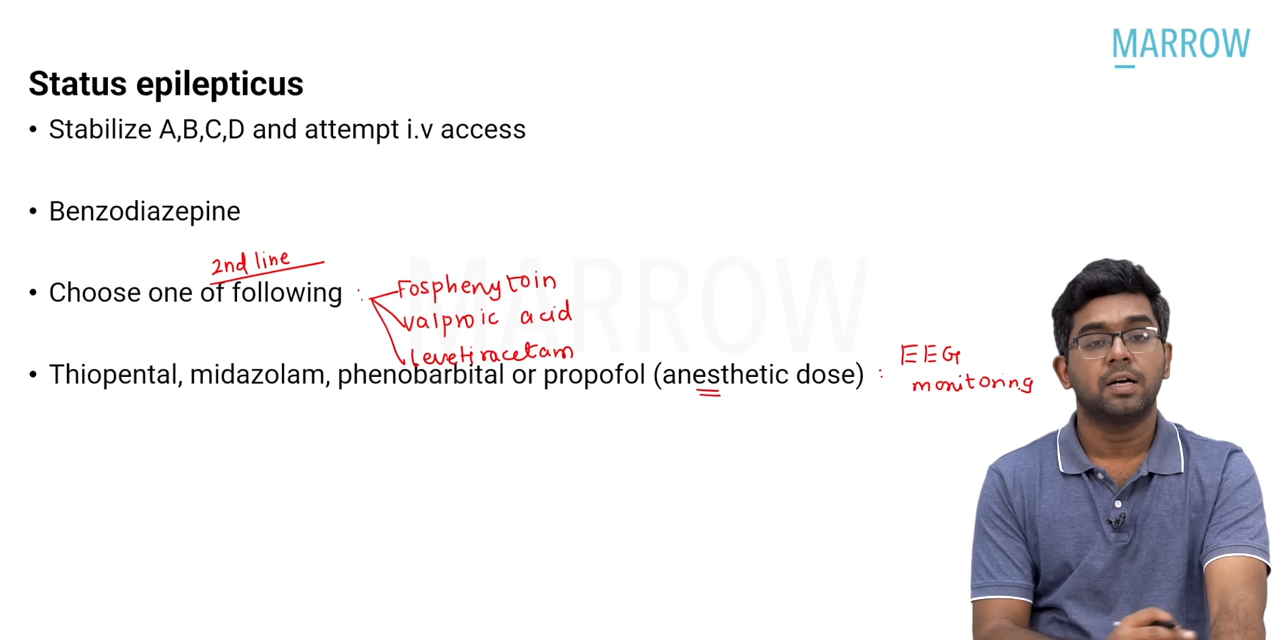 MARROW
Status epilepticus
• Stabilize A,B,C,D and attempt i.v access
• Benzodiazepine
2nd line
• Choose one of following :
Fosphenytoin
valproic acid
levetiracetam
• Thiopental, midazolam, phenobarbital or propofol (anesthetic dose) :
EEG
monitoring
MARROW